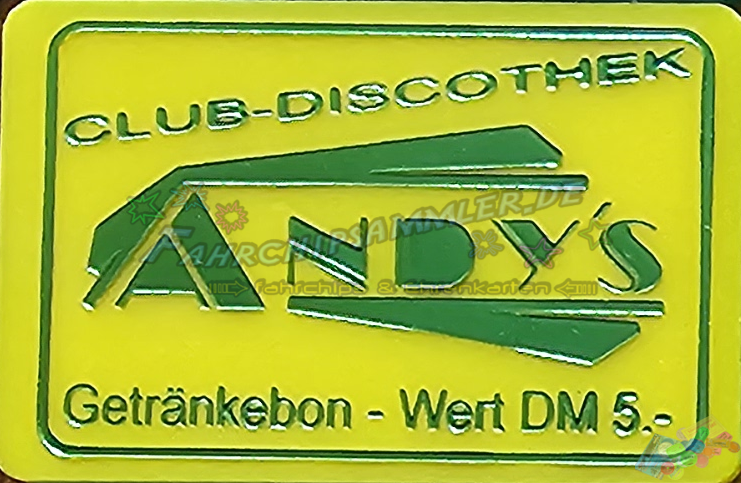 CLUB-DISCOTHEK
ANDY'S
FAHRCHIPSAMMLER.DE
fahrchips & chipkarten
Getränkebon - Wert DM 5.-